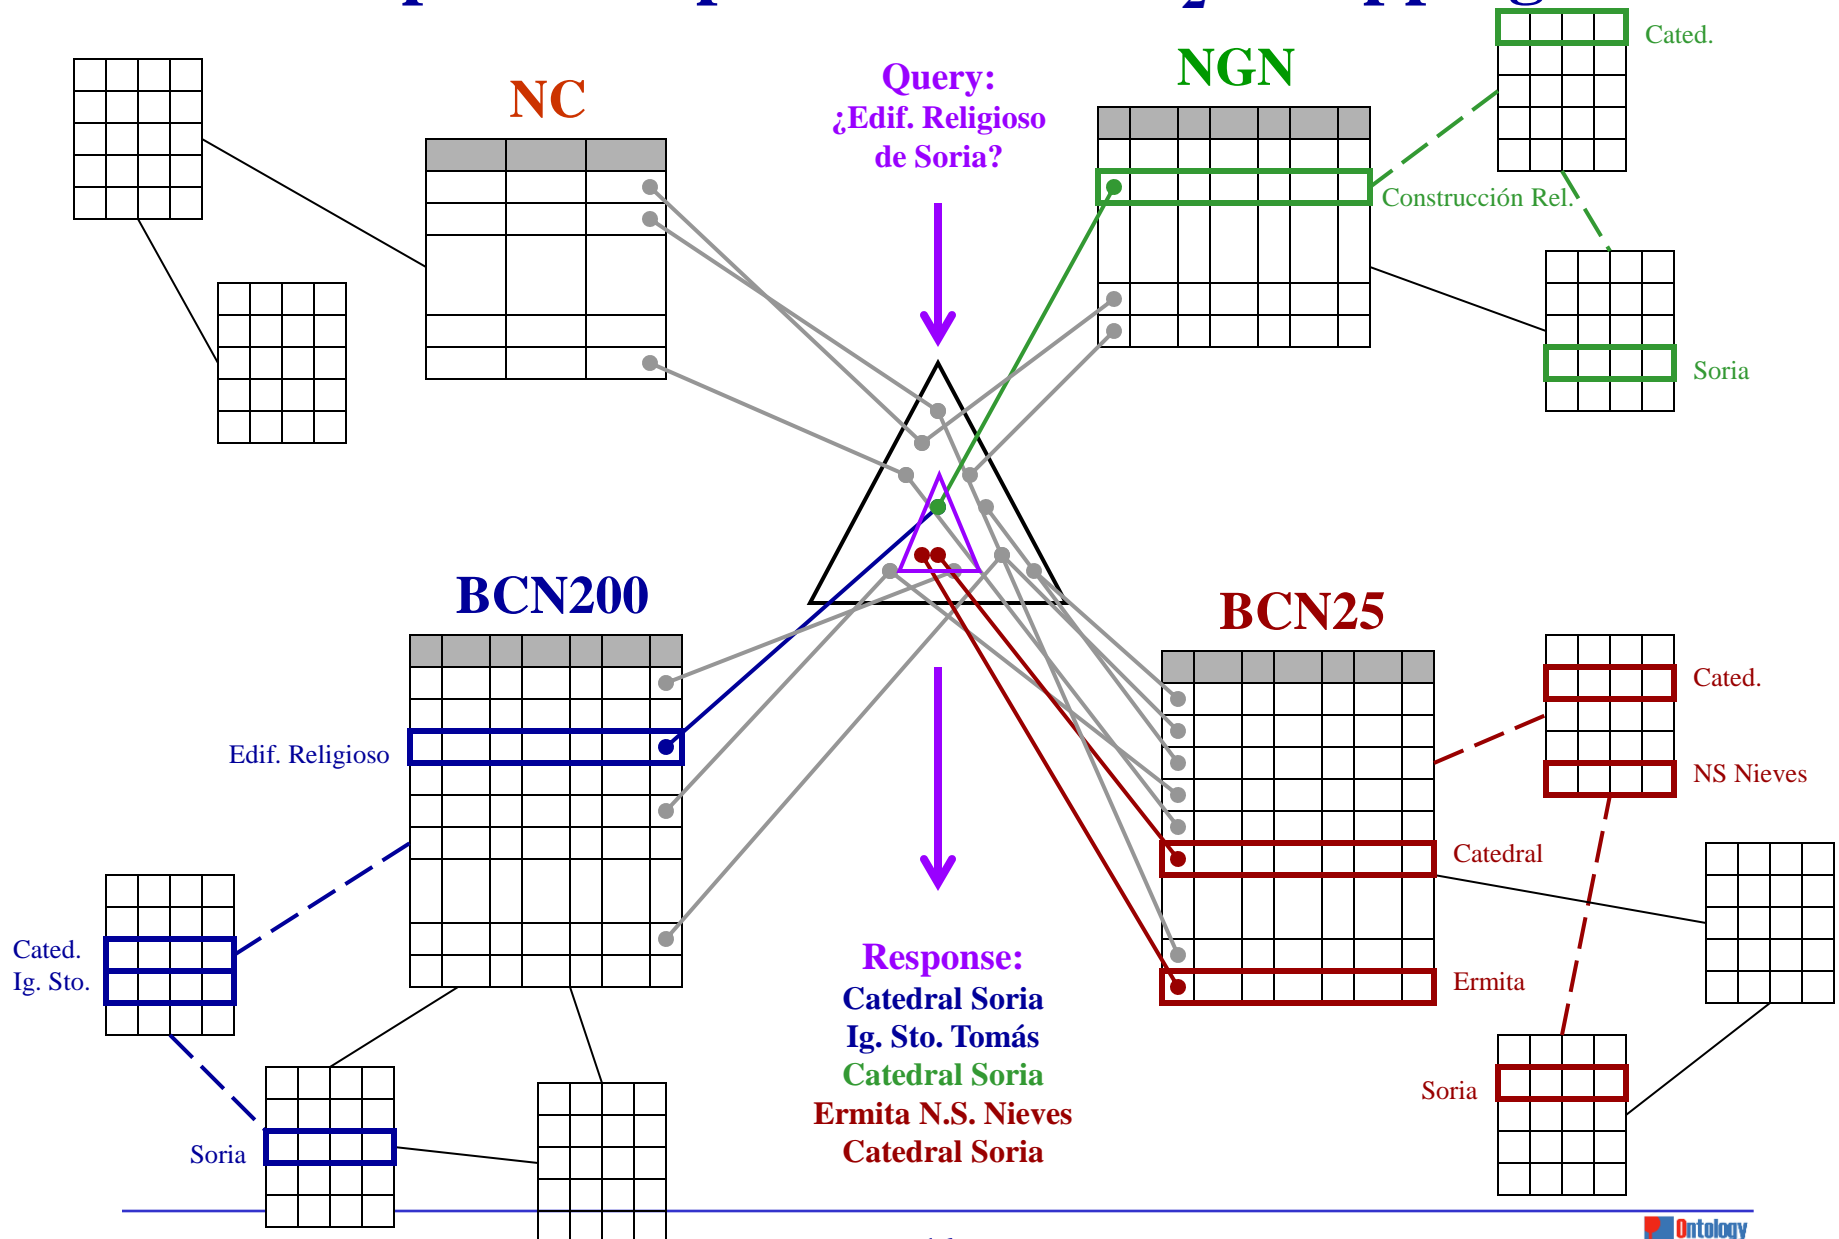 NC
Query:
¿Edif. Religioso
de Soria?
NGN
Cated.
Construcción Rel.
Soria
BCN200
BCN25
Edif. Religioso
Cated.
NS Nieves
Catedral
Cated.
Ig. Sto.
Ermita
Soria
Soria
Response:
Catedral Soria
Ig. Sto. Tomás
Catedral Soria
Ermita N.S. Nieves
Catedral Soria
Ontology